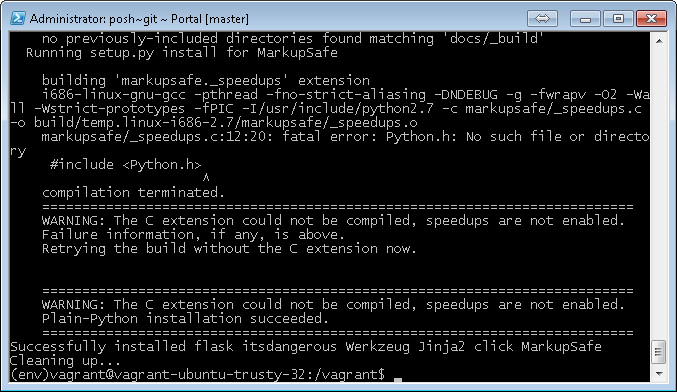 Administrator: posh~git ~ Portal [master]
no previously-included directories found matching 'docs/_build'
Running setup.py install for MarkupSafe
building 'markupsafe._speedups' extension
i686-linux-gnu-gcc -pthread -fno-strict-aliasing -DNDEBUG -g -fwrapv -O2 -Wa
ll -Wstrict-prototypes -fPIC -I/usr/include/python2.7 -c markupsafe/_speedups.c
-o build/temp.linux-i686-2.7/markupsafe/_speedups.o
markupsafe/_speedups.c:12:20: fatal error: Python.h: No such file or directo
ry
#include <Python.h>
^
compilation terminated.
==========================================================================
WARNING: The C extension could not be compiled, speedups are not enabled.
Failure information, if any, is above.
Retrying the build without the C extension now.
==========================================================================
WARNING: The C extension could not be compiled, speedups are not enabled.
Plain-Python installation succeeded.
==========================================================================
Successfully installed flask itsdangerous Werkzeug Jinja2 click MarkupSafe
Cleaning up...
(env)vagrant@vagrant-ubuntu-trusty-32:/vagrant$ _